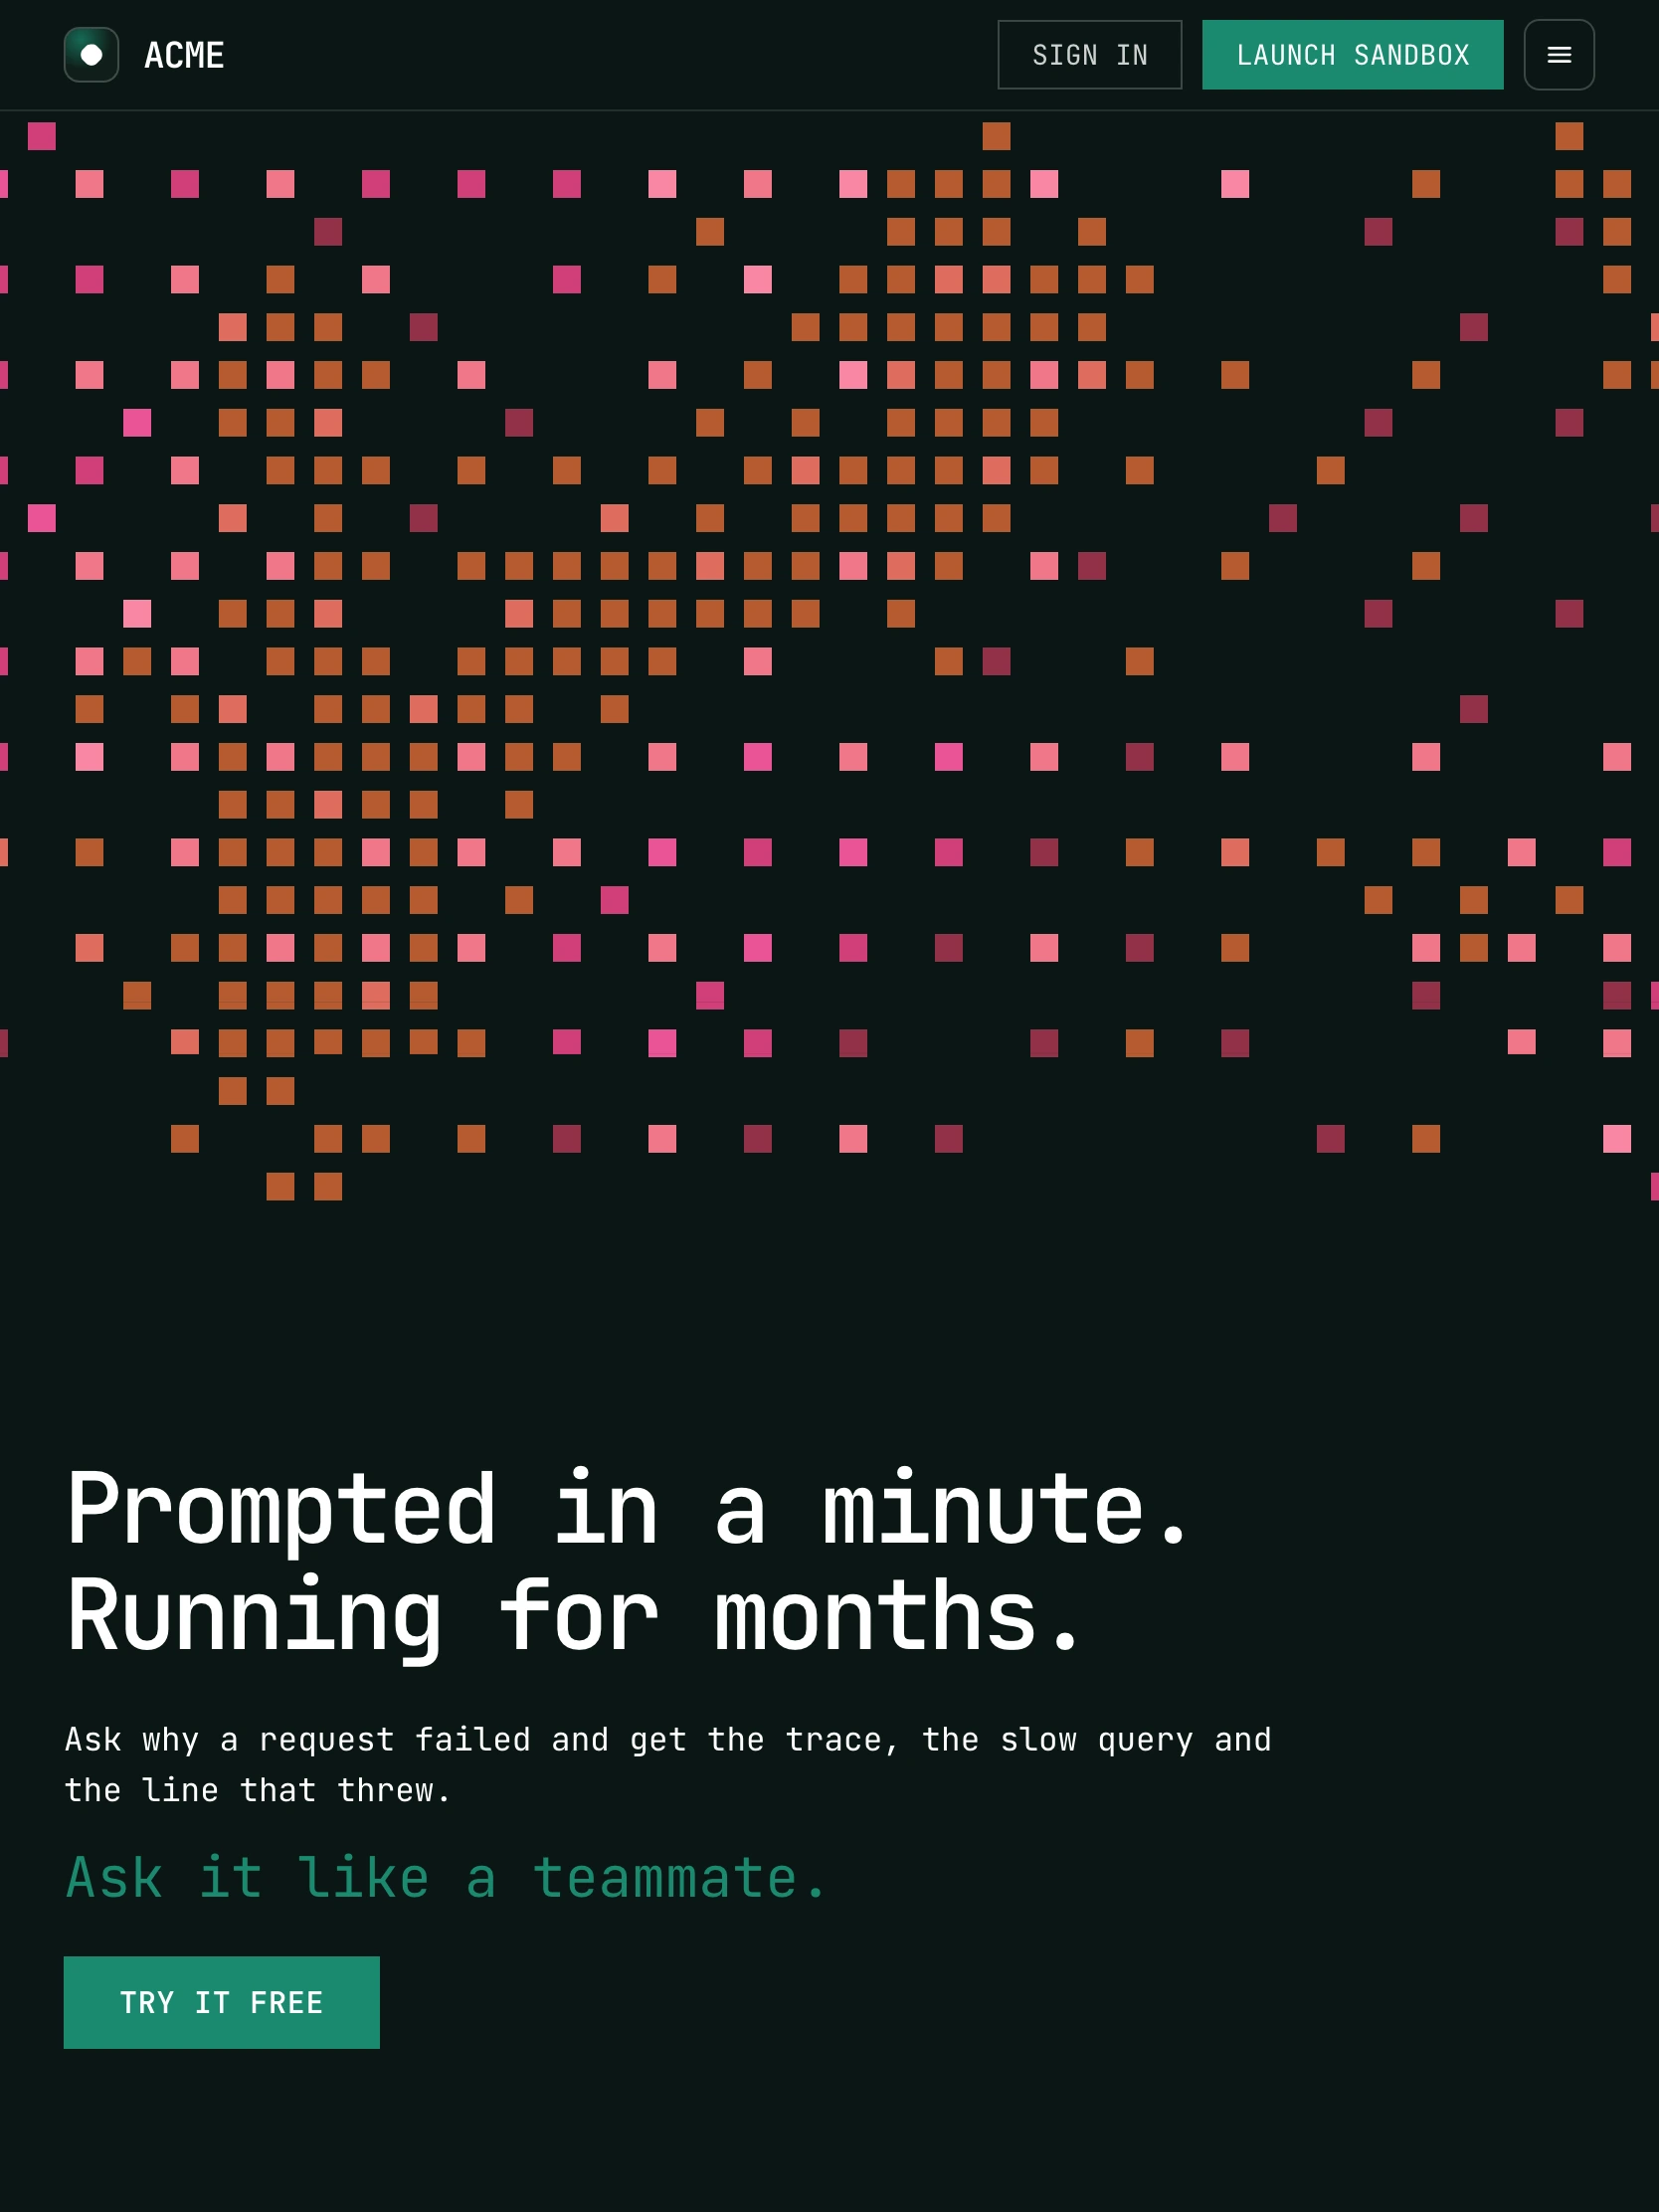 ACME
SIGN IN
LAUNCH SANDBOX
Prompted in a minute.
Running for months.
Ask why a request failed and get the trace, the slow query and
the line that threw.
Ask it like a teammate.
TRY IT FREE